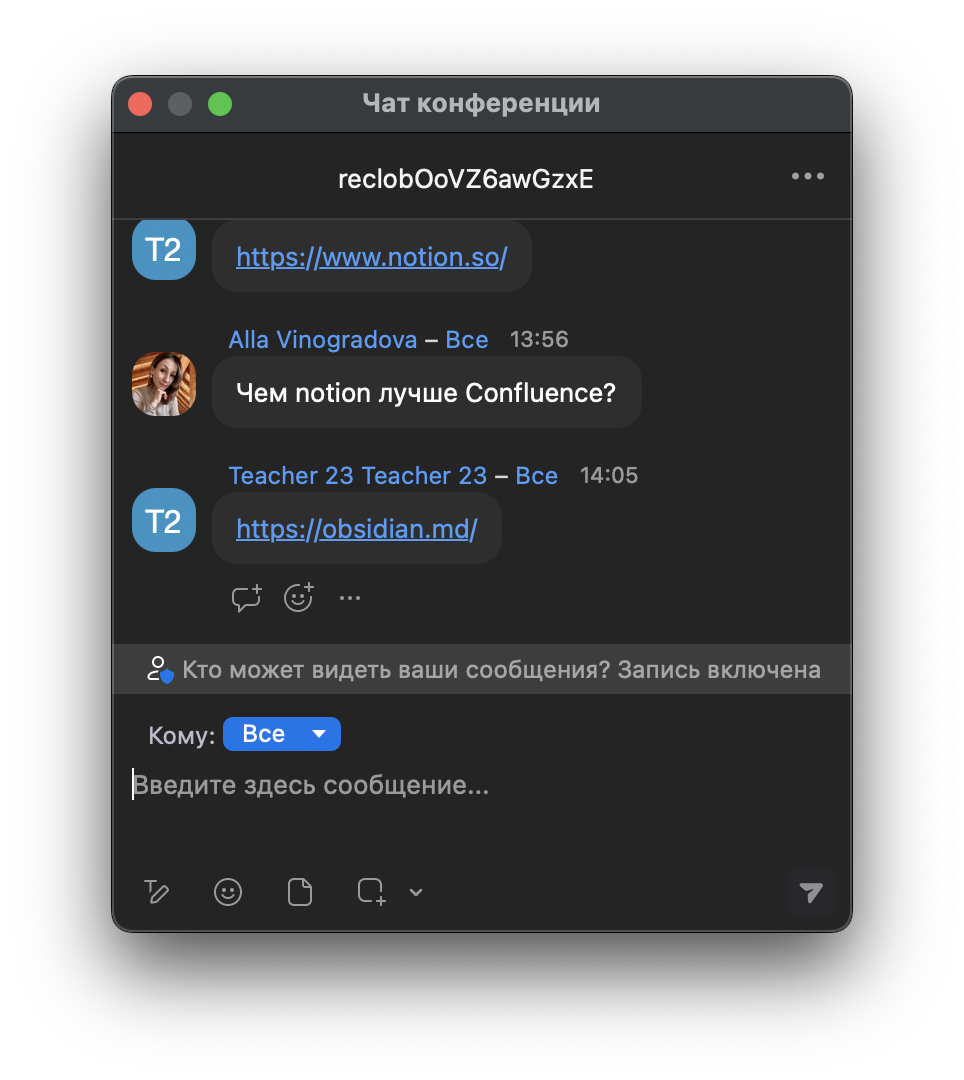 Чат конференции
reclobOoVZ6awGzxE
T2
https://www.notion.so/
Alla Vinogradova – Все 13:56
Чем notion лучше Confluence?
Teacher 23 Teacher 23 – Все 14:05
T2
https://obsidian.md/
Кто может видеть ваши сообщения? Запись включена
Кому: Все
Введите здесь сообщение...